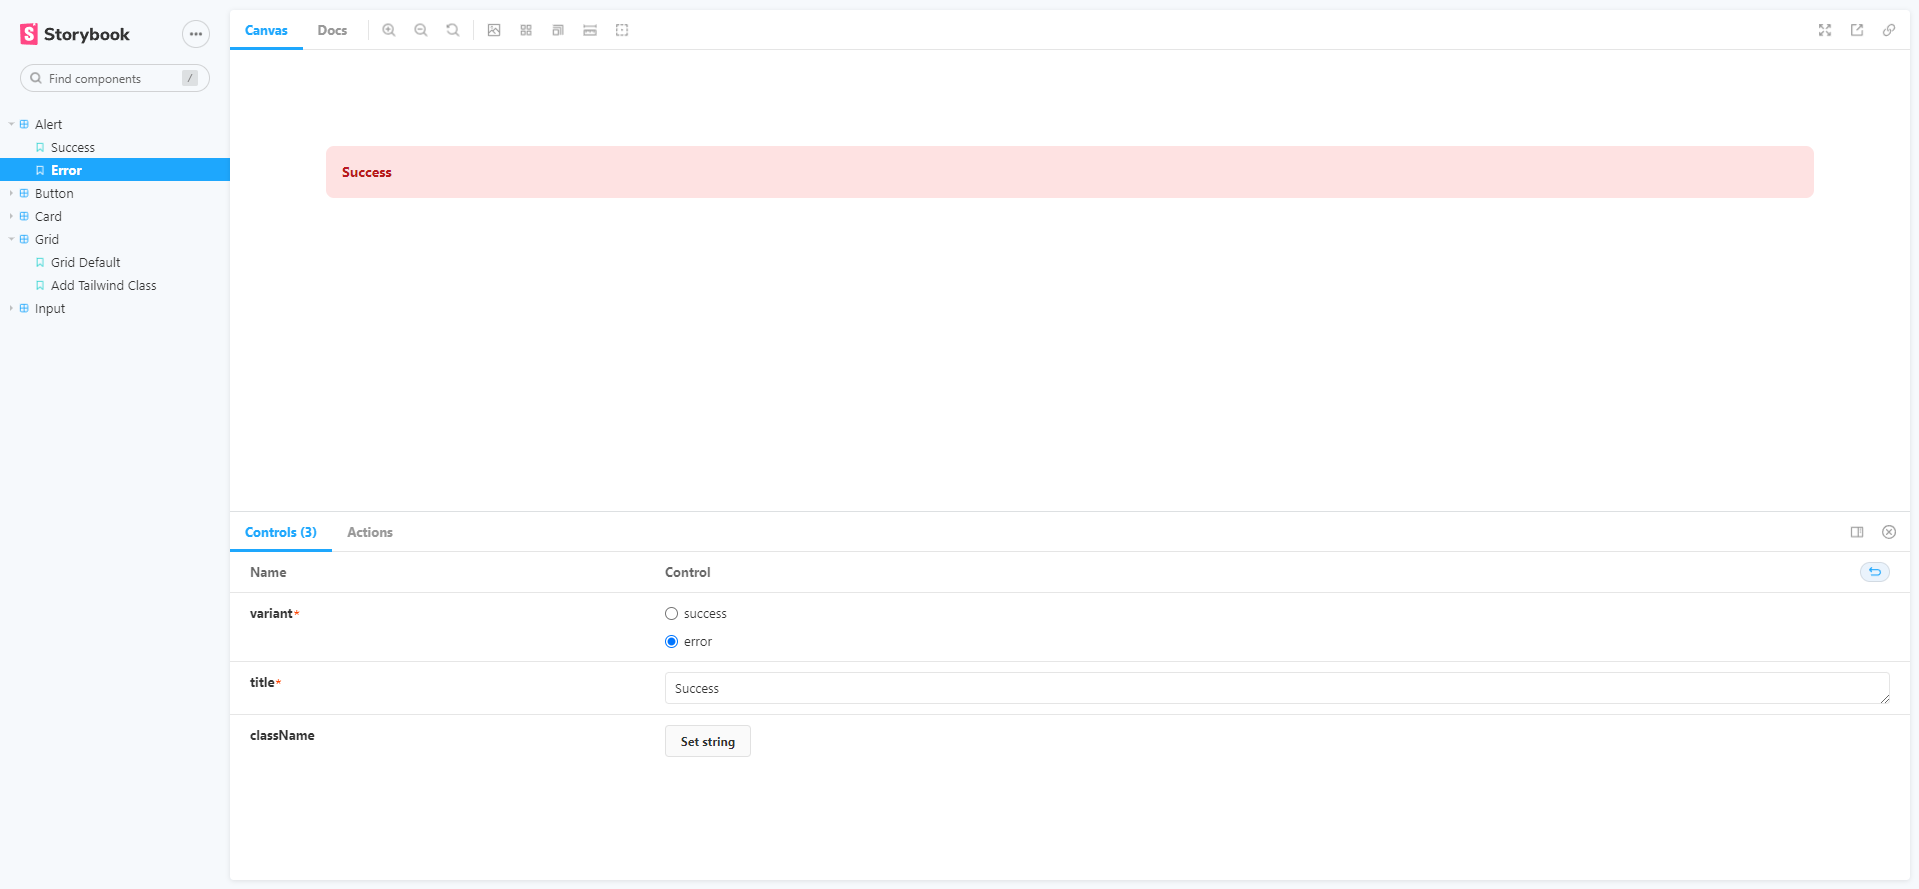 Storybook
Find components
/
Alert
Success
Error
Button
Card
Grid
Grid Default
Add Tailwind Class
Input
Canvas
Docs
Success
Controls (3)
Actions
Name
Control
variant*
success
error
title*
Success
className
Set string